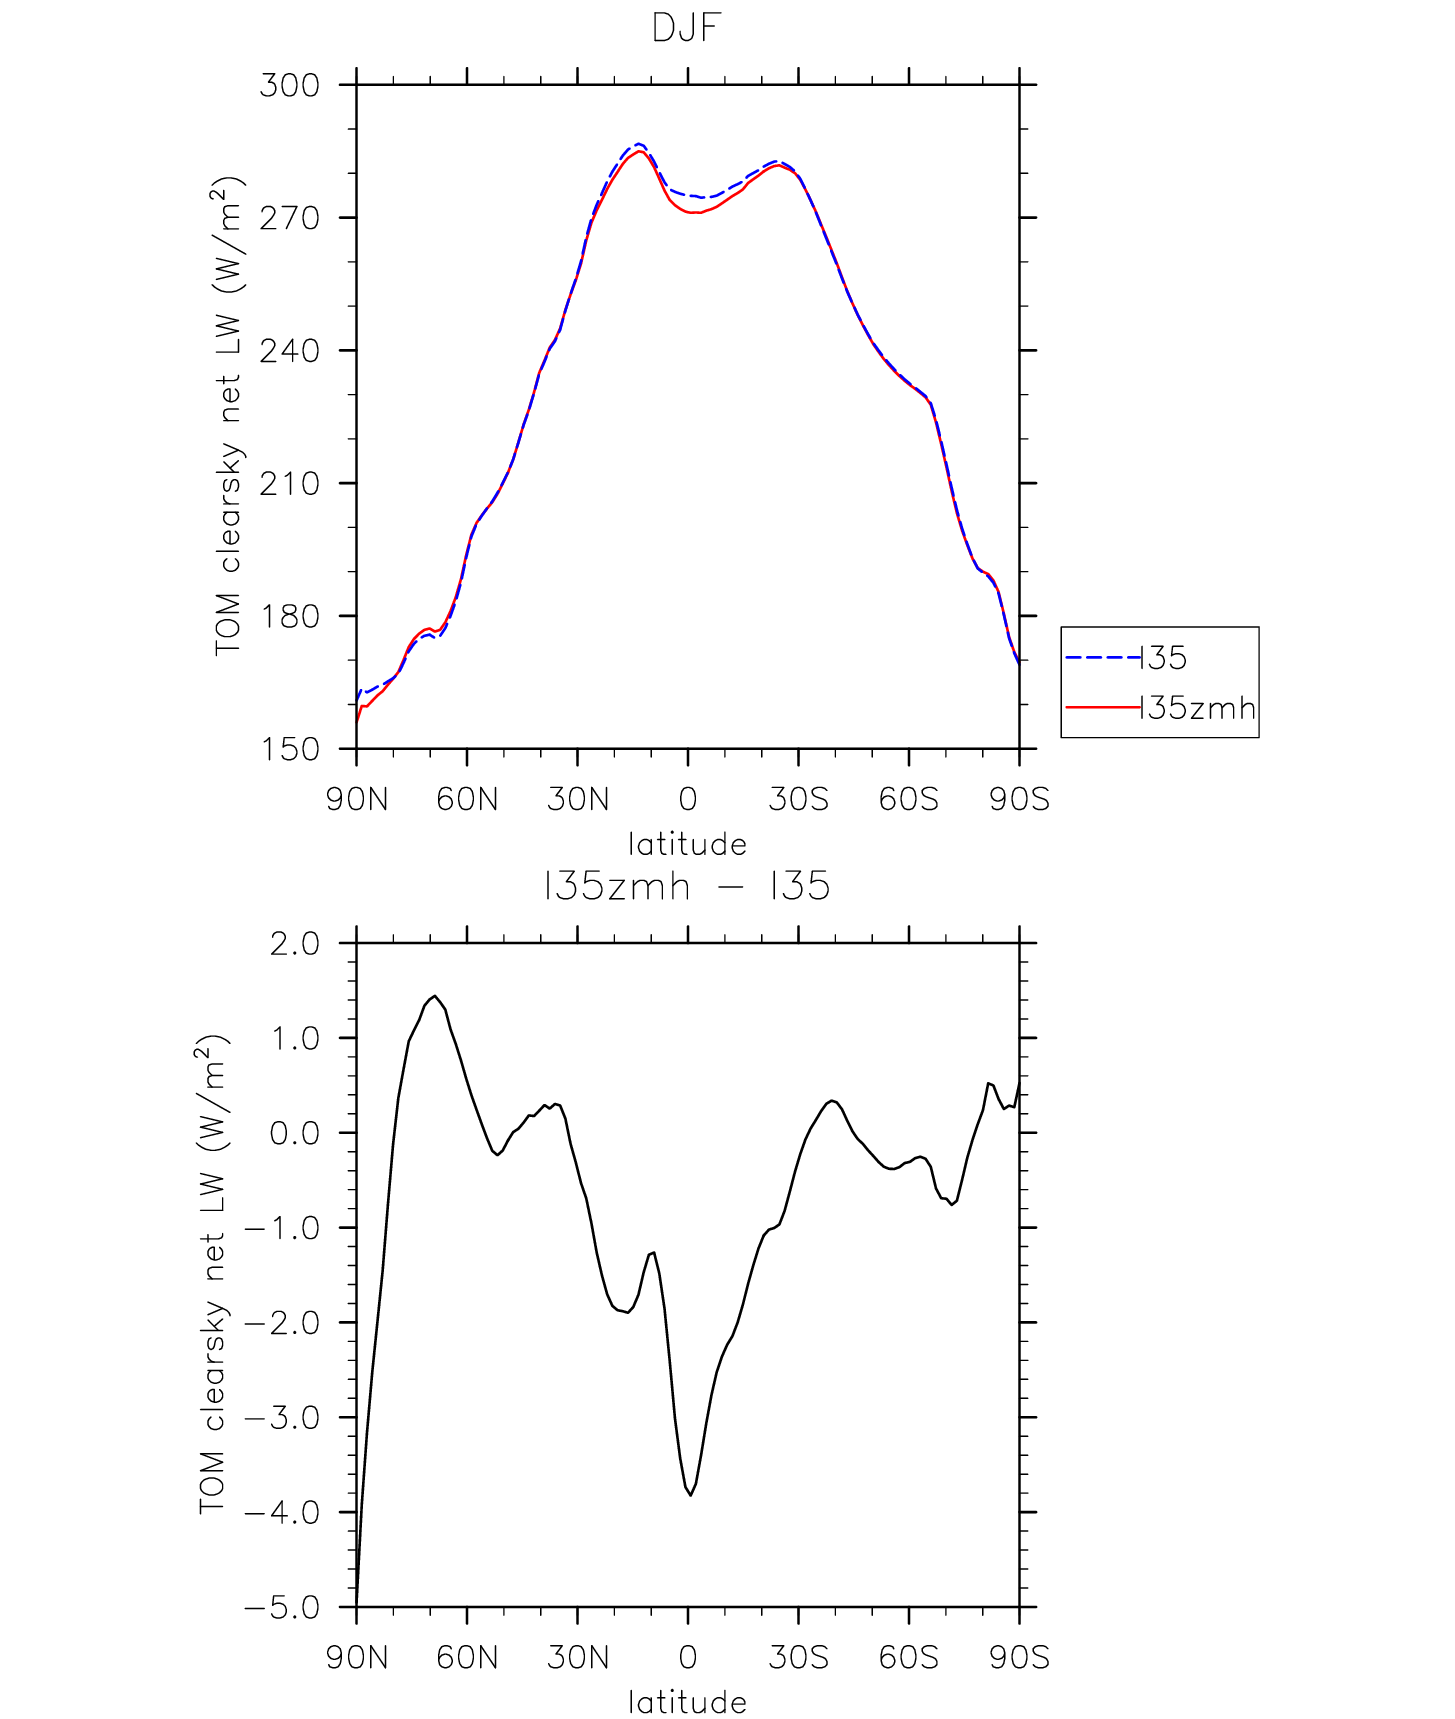 DJF
TOM clearsky net LW (W/m²)
300
270
240
210
180
150
90N 60N 30N 0 30S 60S 90S
latitude
I35
I35zmh
I35zmh − I35
TOM clearsky net LW (W/m²)
2.0
1.0
0.0
−1.0
−2.0
−3.0
−4.0
−5.0
90N 60N 30N 0 30S 60S 90S
latitude